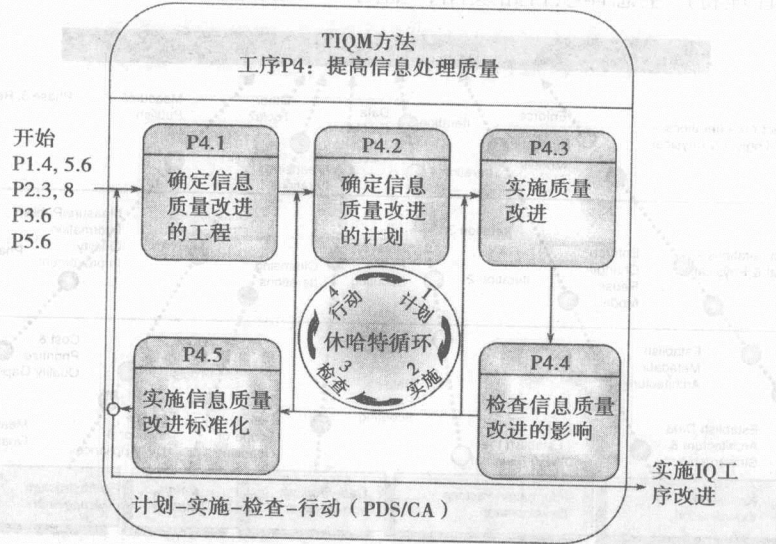 TIQM方法
工序P4：提高信息处理质量
开始
P1.4, 5.6
P2.3, 8
P3.6
P5.6
P4.1
确定信息
质量改进
的工程
P4.2
确定信息
质量改进
的计划
P4.3
实施质量
改进
4
行动
1
计划
休哈特循环
3
检查
2
实施
P4.5
实施信息质量
改进标准化
P4.4
检查信息质量
改进的影响
实施IQ工
序改进
计划-实施-检查-行动（PDS/CA）